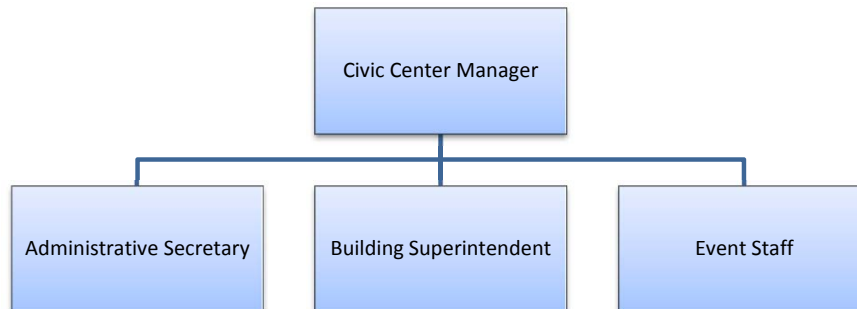 Civic Center Manager
Administrative Secretary
Building Superintendent
Event Staff